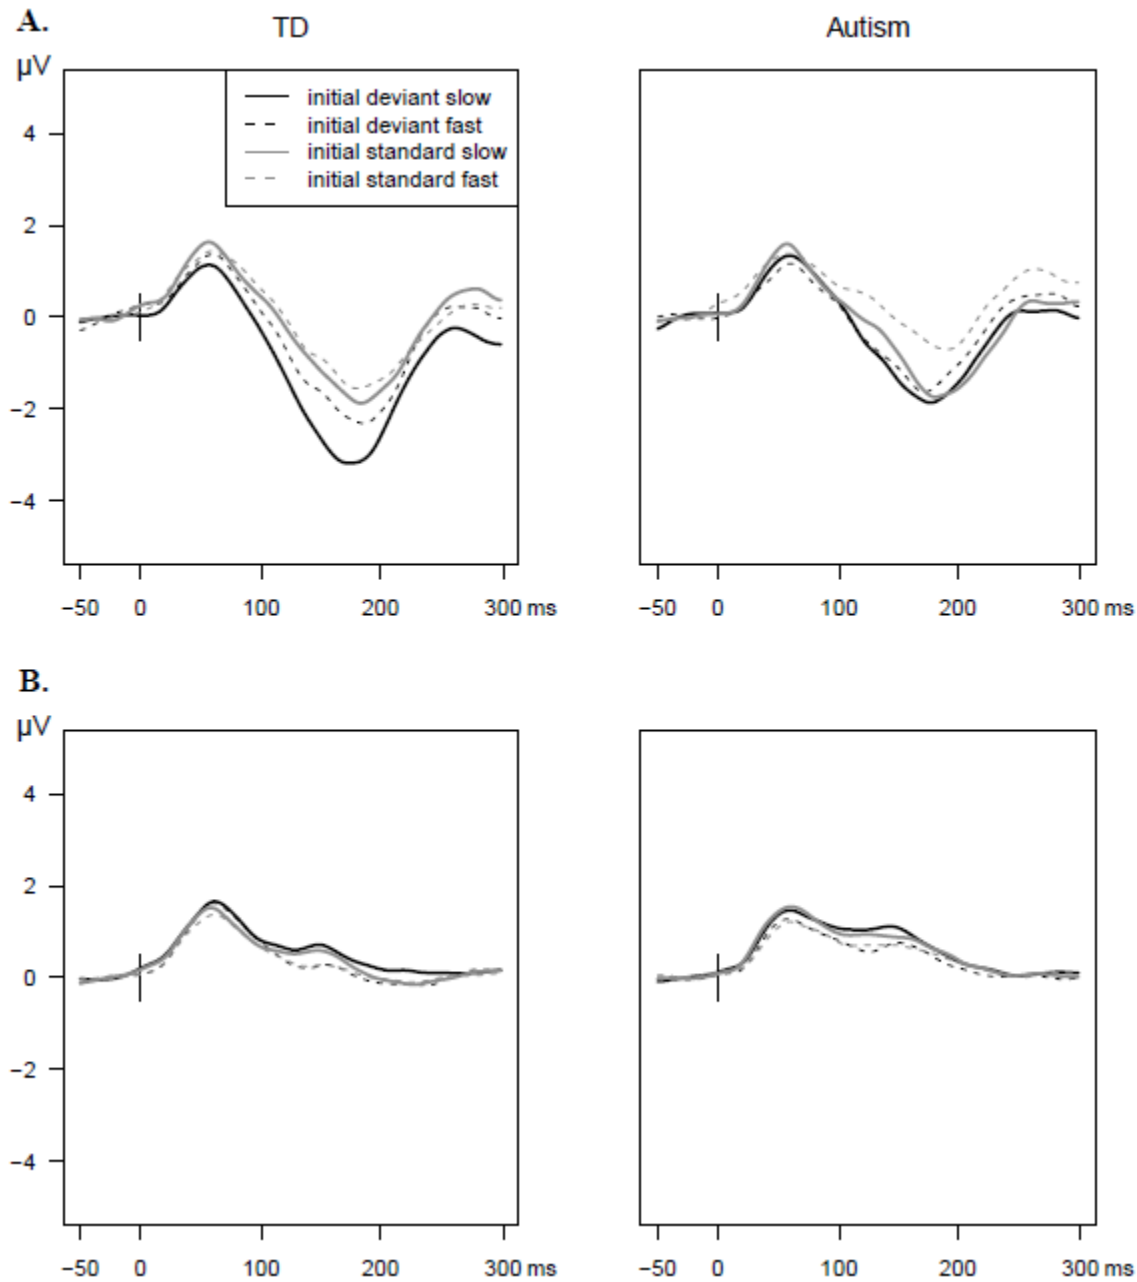 A.
TD
Autism
µV
initial deviant slow
initial deviant fast
initial standard slow
initial standard fast
4
2
0
−2
−4
−50 0 100 200 300 ms
−50 0 100 200 300 ms
B.
µV
4
2
0
−2
−4
−50 0 100 200 300 ms
−50 0 100 200 300 ms